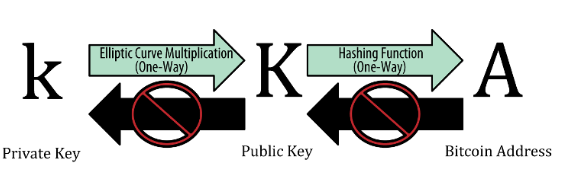 k
Elliptic Curve Multiplication
(One-Way)
K
Hashing Function
(One-Way)
A
Private Key
Public Key
Bitcoin Address